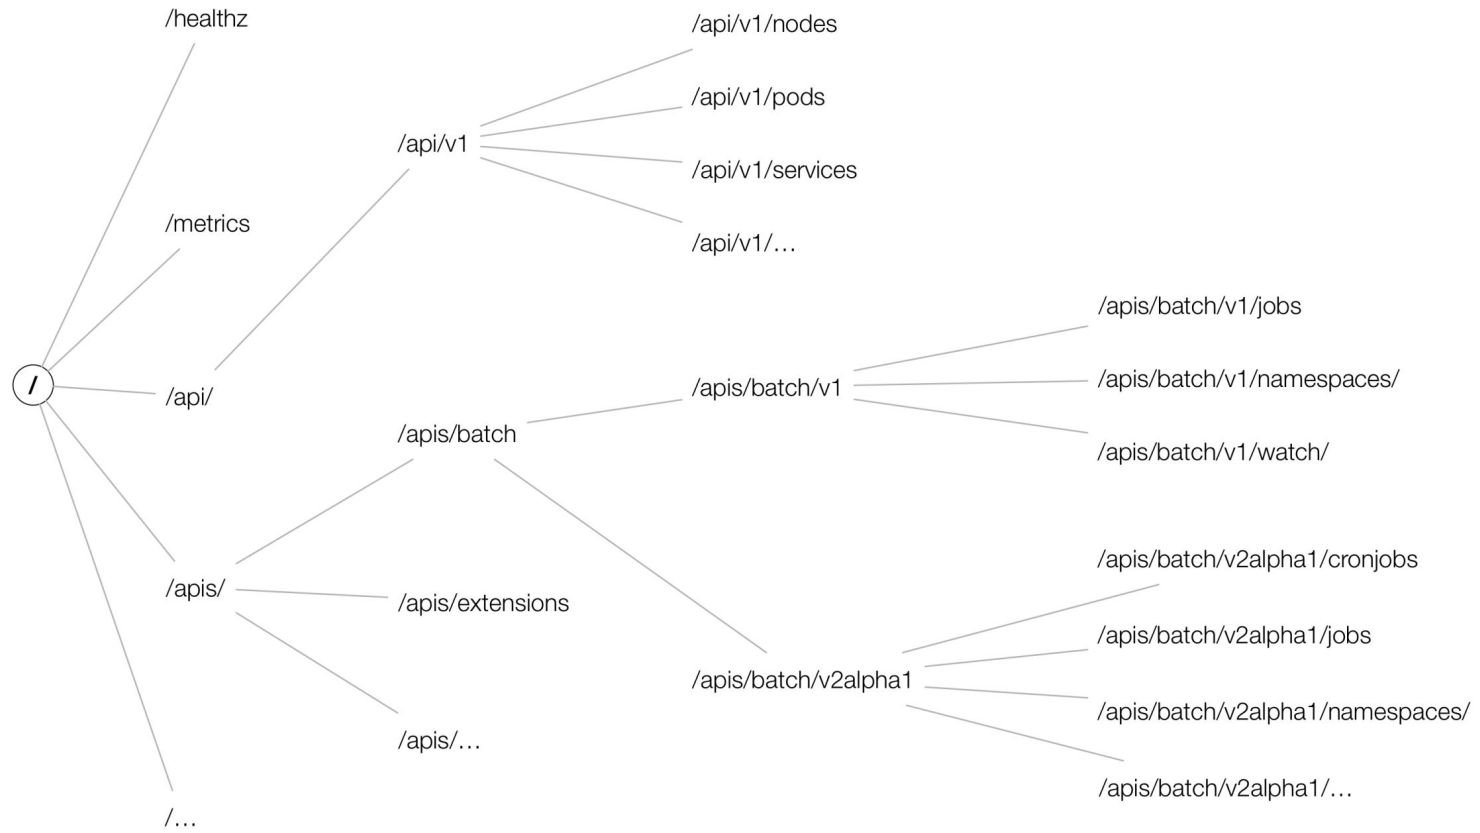 /healthz
/api/v1/nodes
/api/v1/pods
/api/v1
/api/v1/services
/metrics
/api/v1/…
/apis/batch/v1/jobs
/
/api/
/apis/batch/v1
/apis/batch/v1/namespaces/
/apis/batch
/apis/batch/v1/watch/
/apis/batch/v2alpha1/cronjobs
/apis/
/apis/extensions
/apis/batch/v2alpha1/jobs
/apis/batch/v2alpha1
/apis/batch/v2alpha1/namespaces/
/apis/…
/apis/batch/v2alpha1/…
/…